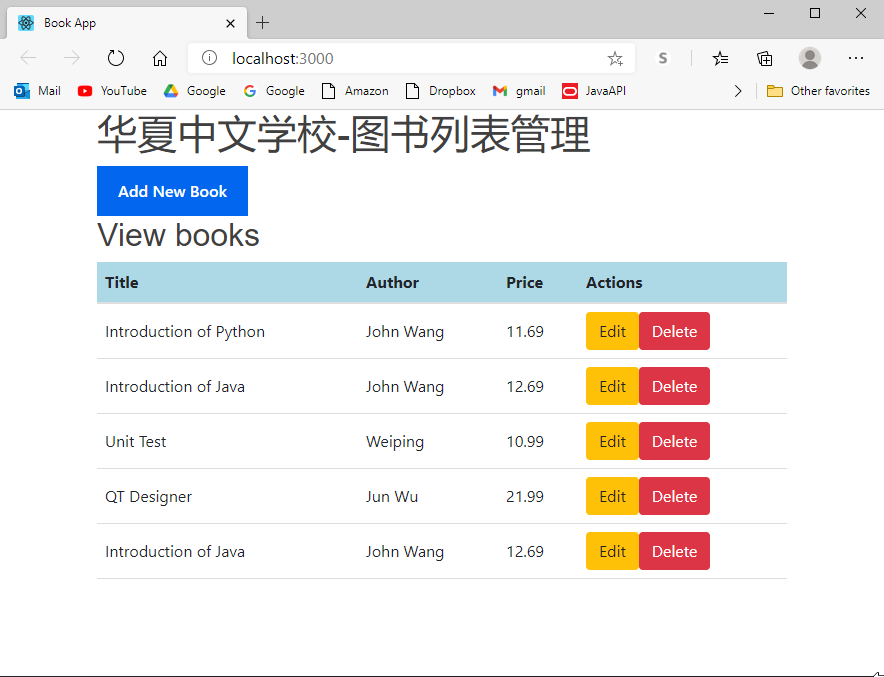 Book App
localhost:3000
S
Mail YouTube Google Google Amazon Dropbox gmail JavaAPI Other favorites
华夏中文学校-图书列表管理
Add New Book
View books
Title Author Price Actions
Introduction of Python John Wang 11.69 Edit Delete
Introduction of Java John Wang 12.69 Edit Delete
Unit Test Weiping 10.99 Edit Delete
QT Designer Jun Wu 21.99 Edit Delete
Introduction of Java John Wang 12.69 Edit Delete